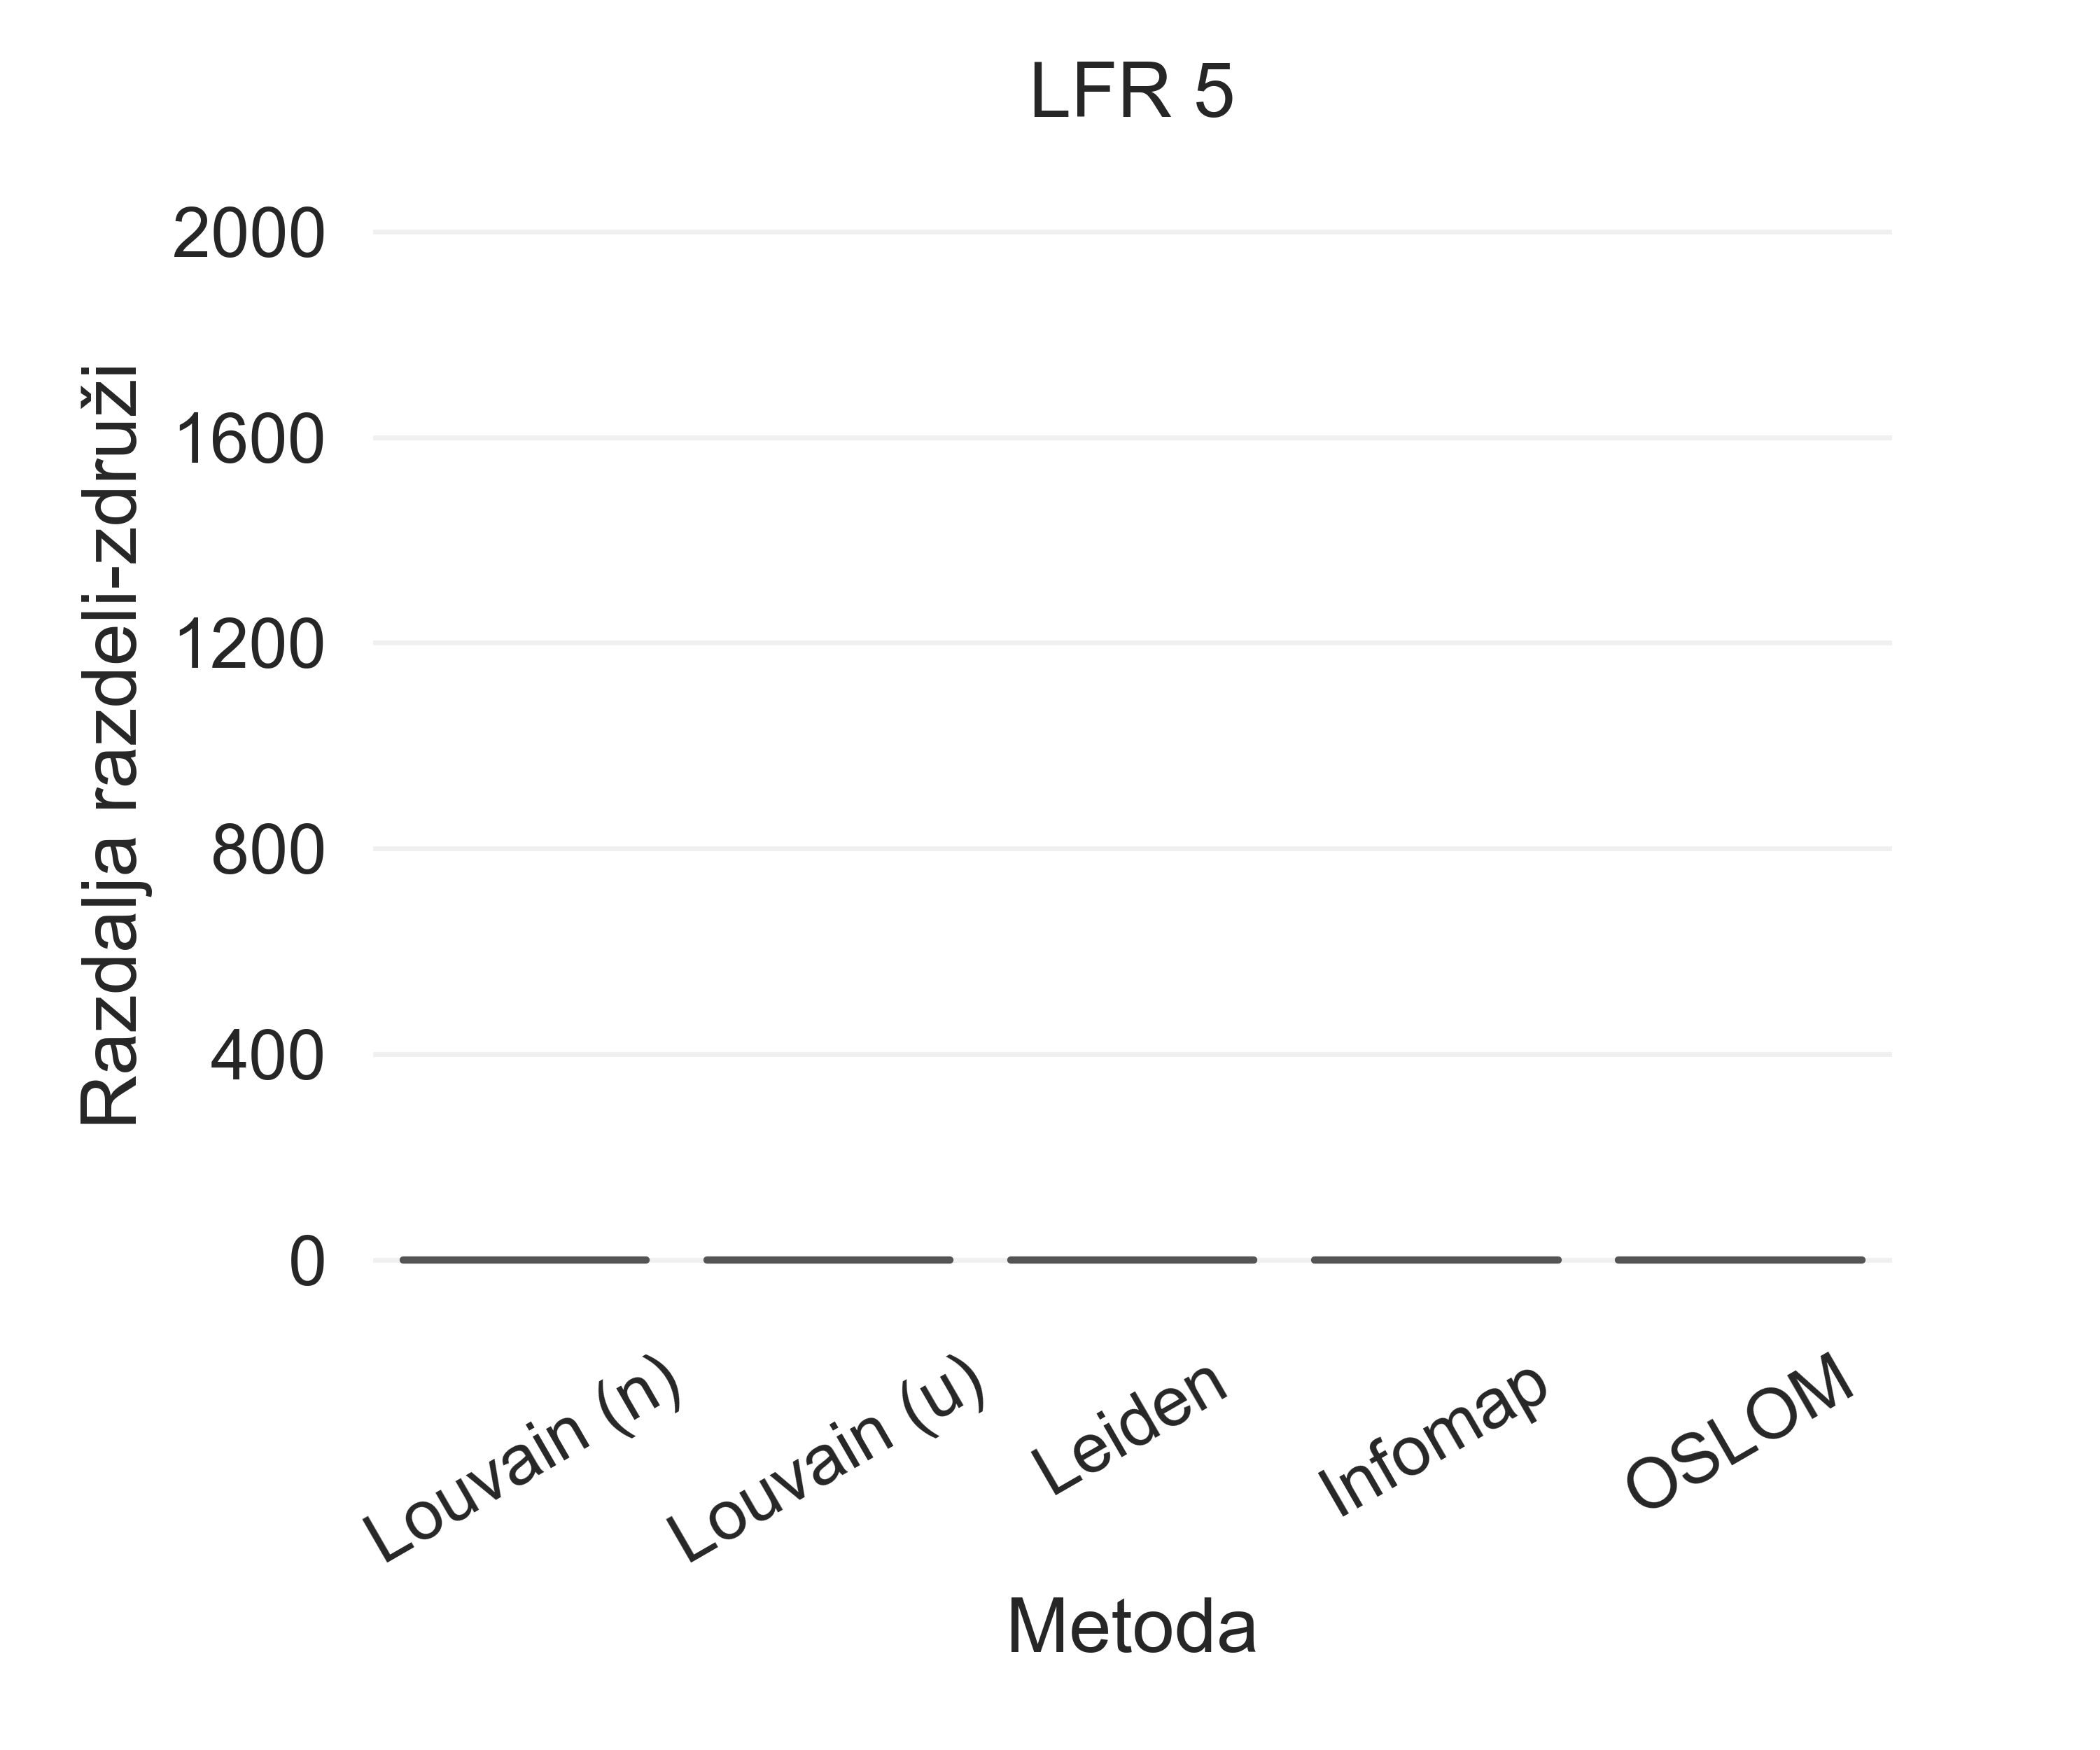 LFR 5
2000
1600
1200
800
400
0
Razdalja razdeli-združi
Louvain (n)
Louvain (u)
Leiden
Infomap
OSLOM
Metoda